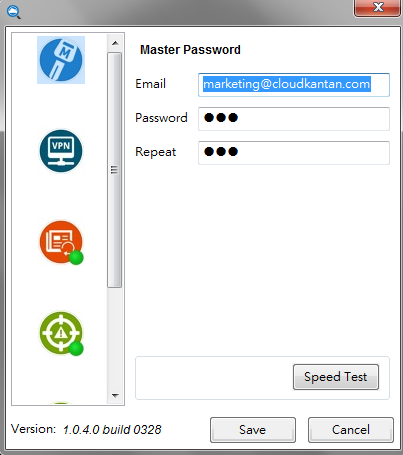 Master Password
Email marketing@cloudkantan.com
Password ●●●
Repeat ●●●
M
VPN
Speed Test
Version: 1.0.4.0 build 0328 Save Cancel